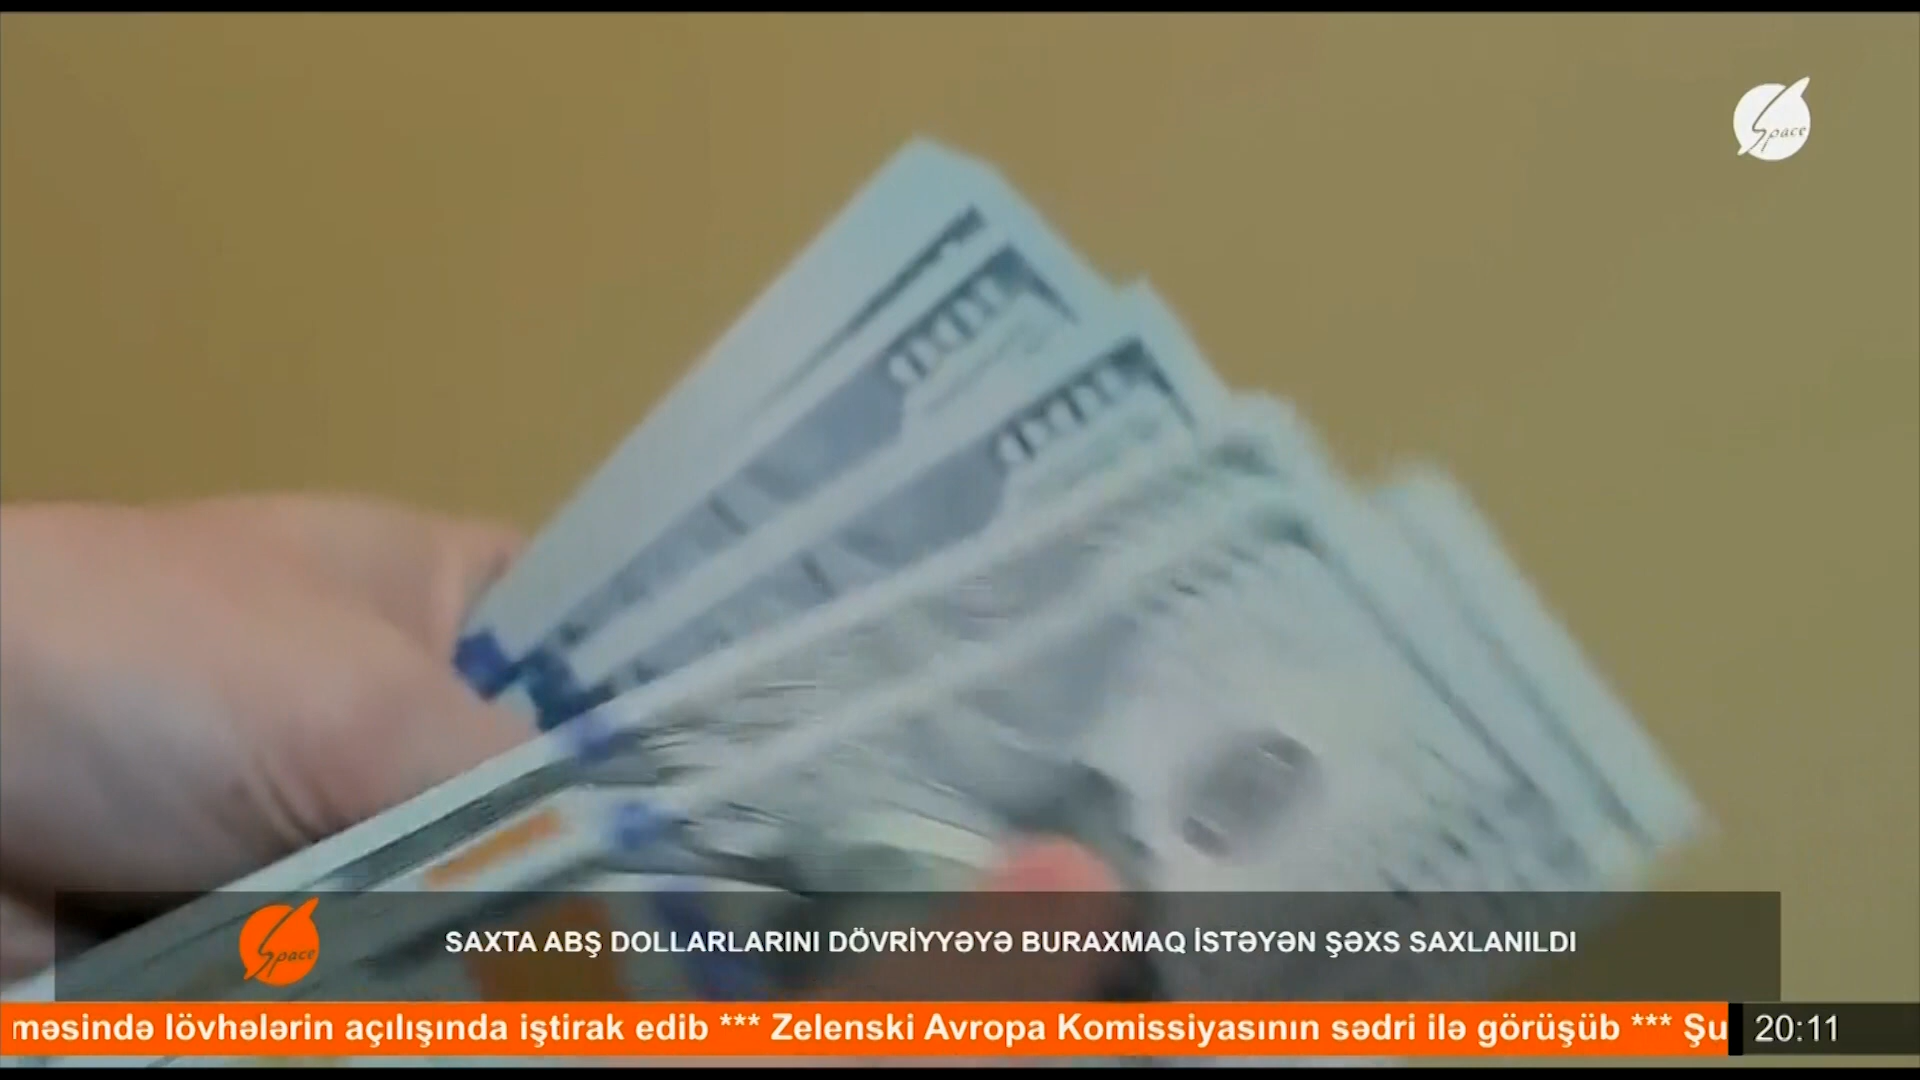 Space
Space
SAXTA ABŞ DOLLARLARINI DÖVRİYYƏYƏ BURAXMAQ İSTƏYƏN ŞƏXS SAXLANILDI
məsində lövhələrin açılışında iştirak edib *** Zelenski Avropa Komissiyasının sədri ilə görüşüb *** Şu
20:11